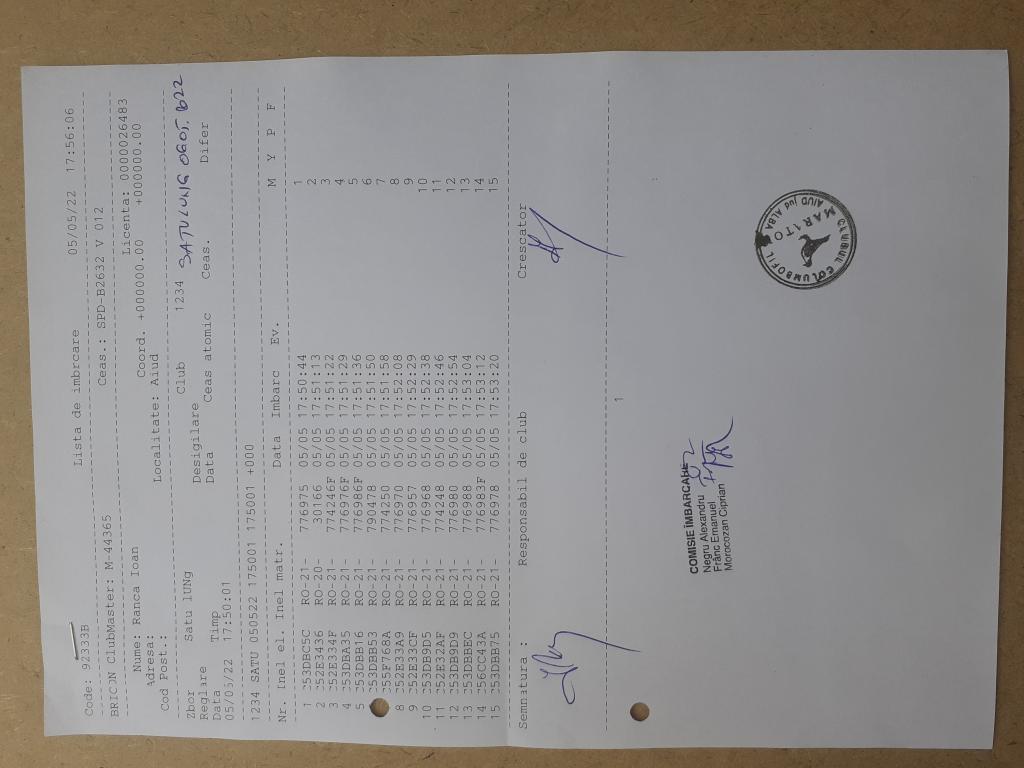 Code: 92333B Lista de imbrcare 05/05/22 17:56:06
BRICON ClubMaster: M-44365 Ceas.: SPD-B2632 V 012
Nume: Ranca Ioan Licenta: 0000026483
Adresa: Coord. +000000.00 +000000.00
Cod Post.: Localitate: Aiud
Zbor Satu lUNg Club 1234 SATULUNG OGOT. B22
Reglare Desigilare
Data Timp Data Ceas atomic Ceas. Difer
05/05/22 17:50:01
1234 SATU 050522 175001 175001 +000
Nr. Inel el. Inel matr. Data Imbarc Ev. M Y P F
1 253DBC5C RO-21- 776975 05/05 17:50:44 1
2 252E3436 RO-20- 30166 05/05 17:51:13 2
3 252E334F RO-21- 774246F 05/05 17:51:22 3
4 253DBA35 RO-21- 776976F 05/05 17:51:29 4
5 253DBB16 RO-21- 776986F 05/05 17:51:36 5
253DBB53 RO-21- 790478 05/05 17:51:50 6
255F768A RO-21- 774250 05/05 17:51:58 7
8 252E33A9 RO-21- 776970 05/05 17:52:08 8
9 252E33CF RO-21- 776957 05/05 17:52:29 9
10 253DB9D5 RO-21- 776968 05/05 17:52:38 10
11 252E32AF RO-21- 774248 05/05 17:52:46 11
12 253DB9D9 RO-21- 776980 05/05 17:52:54 12
13 253DBBEC RO-21- 776988 05/05 17:53:04 13
14 256CC43A RO-21- 776983F 05/05 17:53:12 14
15 253DBB75 RO-21- 776978 05/05 17:53:20 15
Semnatura : Responsabil de club Crescator
1
COMISIE ÎMBARCARE
Negru Alexandru
Frânc Emanuel
Morocozan Ciprian
CLUBUL COLUMBOFIL
MARITO
AIUD jud ALBA